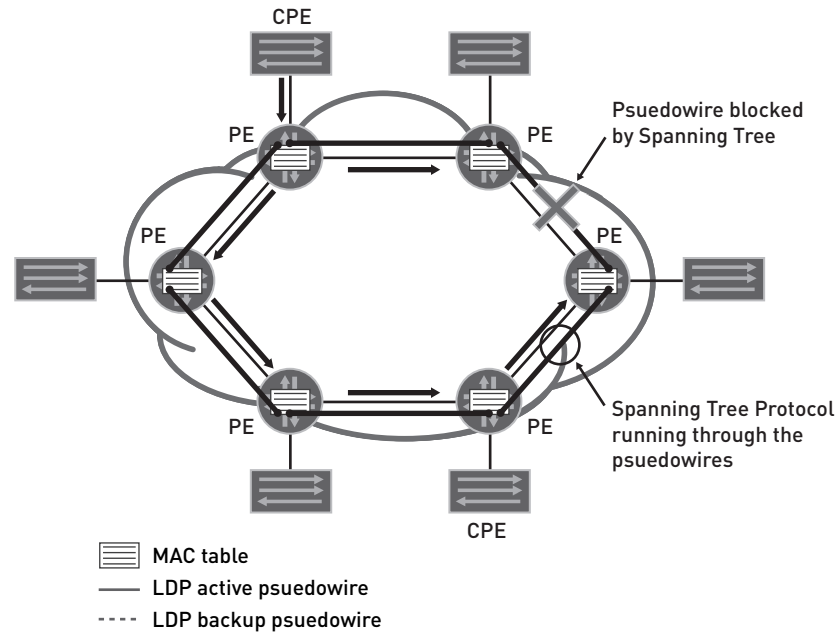 CPE
Psuedowire blocked
by Spanning Tree
PE
PE
PE
PE
PE
PE
Spanning Tree Protocol
running through the
psuedowires
CPE
MAC table
LDP active psuedowire
LDP backup psuedowire